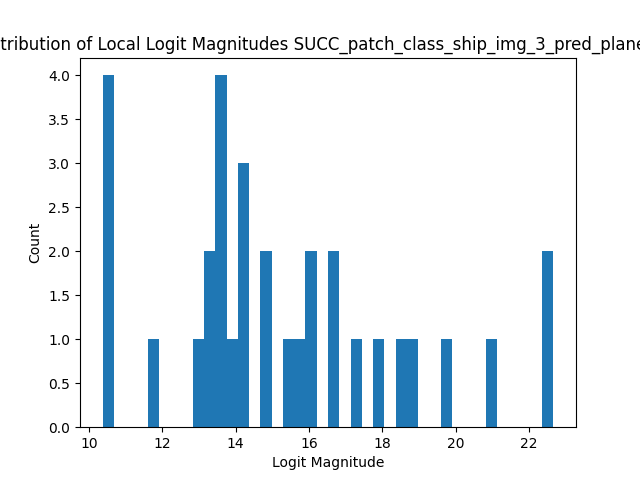 tribution of Local Logit Magnitudes SUCC_patch_class_ship_img_3_pred_plane
4.0
3.5
3.0
2.5
2.0
1.5
1.0
0.5
0.0
Count
10 12 14 16 18 20 22
Logit Magnitude